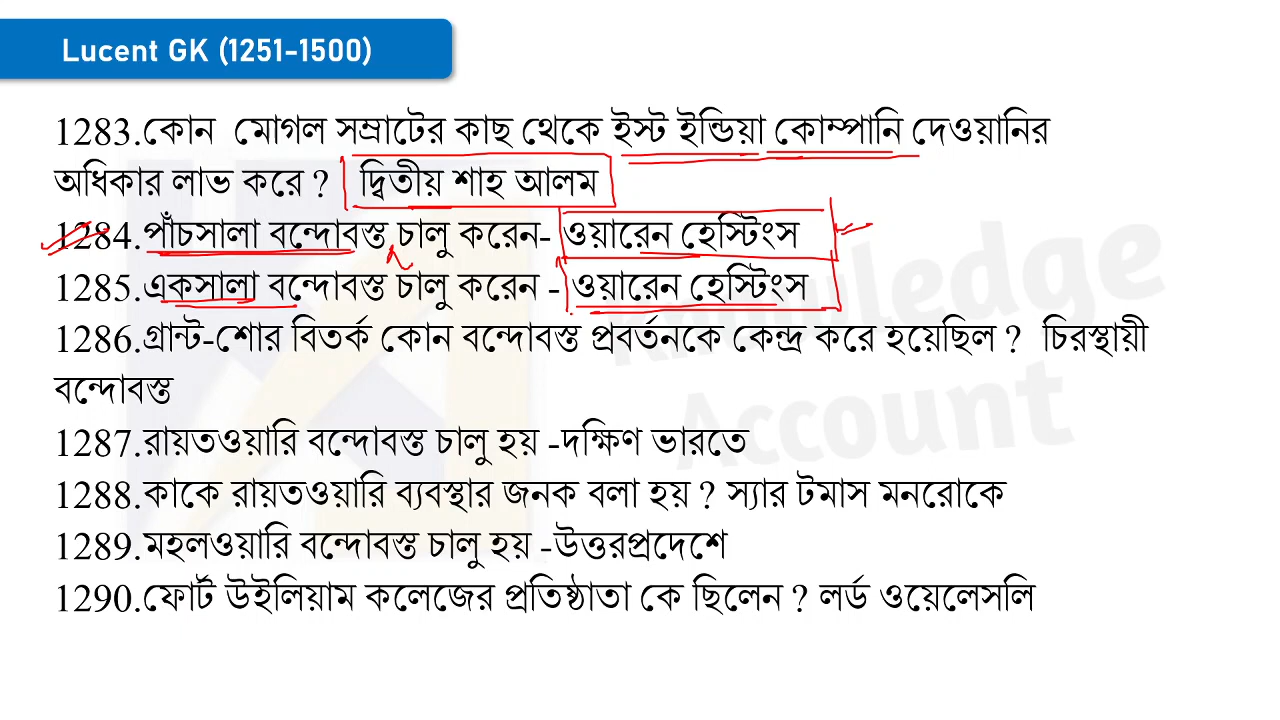 Lucent GK (1251-1500)
1283.কোন মোগল সম্রাটের কাছ থেকে ইস্ট ইন্ডিয়া কোম্পানি দেওয়ানির
অধিকার লাভ করে ? দ্বিতীয় শাহ আলম
1284.পাঁচসালা বন্দোবস্ত চালু করেন- ওয়ারেন হেস্টিংস
1285.একসালা বন্দোবস্ত চালু করেন - ওয়ারেন হেস্টিংস
1286.গ্রান্ট-শোর বিতর্ক কোন বন্দোবস্ত প্রবর্তনকে কেন্দ্র করে হয়েছিল ? চিরস্থায়ী
বন্দোবস্ত
1287.রায়তওয়ারি বন্দোবস্ত চালু হয় -দক্ষিণ ভারতে
1288.কাকে রায়তওয়ারি ব্যবস্থার জনক বলা হয় ? স্যার টমাস মনরোকে
1289.মহলওয়ারি বন্দোবস্ত চালু হয় -উত্তরপ্রদেশে
1290.ফোর্ট উইলিয়াম কলেজের প্রতিষ্ঠাতা কে ছিলেন ? লর্ড ওয়েলেসলি
Knowledge
Account